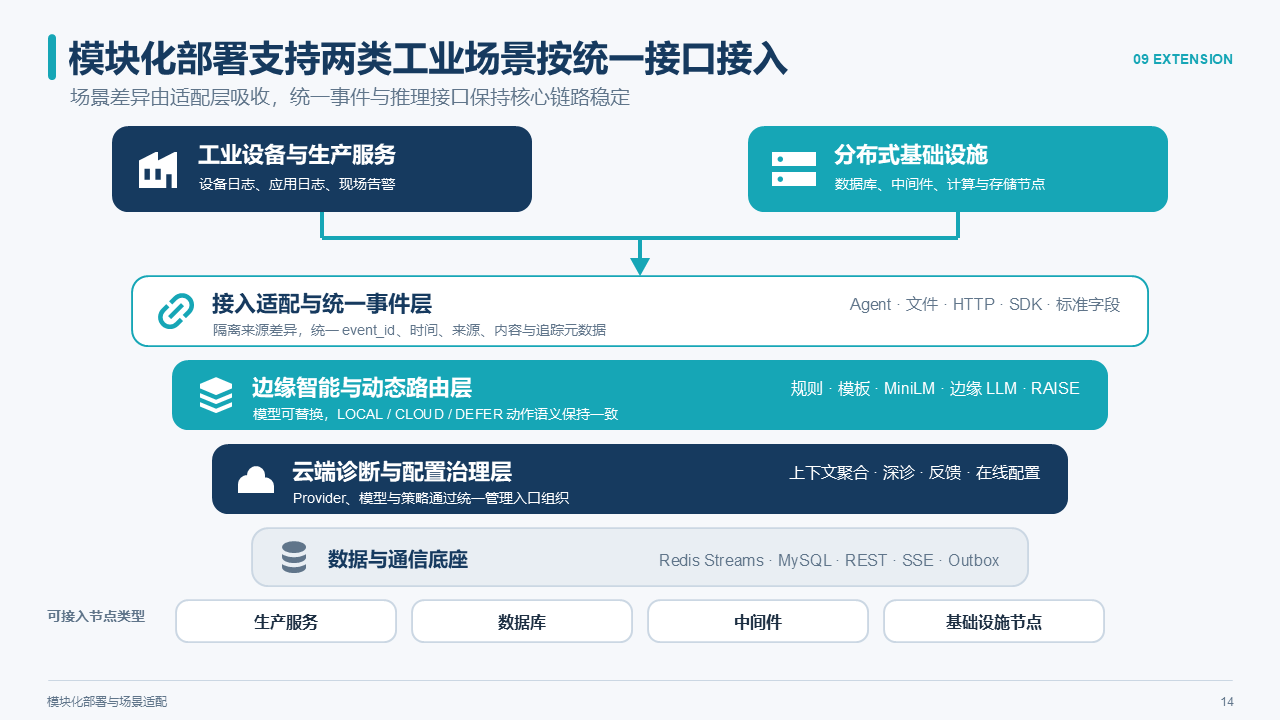 模块化部署支持两类工业场景按统一接口接入
09 EXTENSION
场景差异由适配层吸收，统一事件与推理接口保持核心链路稳定
工业设备与生产服务
设备日志、应用日志、现场告警
分布式基础设施
数据库、中间件、计算与存储节点
接入适配与统一事件层
Agent · 文件 · HTTP · SDK · 标准字段
隔离来源差异，统一 event_id、时间、来源、内容与追踪元数据
边缘智能与动态路由层
规则 · 模板 · MiniLM · 边缘 LLM · RAISE
模型可替换，LOCAL / CLOUD / DEFER 动作语义保持一致
云端诊断与配置治理层
上下文聚合 · 深诊 · 反馈 · 在线配置
Provider、模型与策略通过统一管理入口组织
数据与通信底座
Redis Streams · MySQL · REST · SSE · Outbox
可接入节点类型
生产服务
数据库
中间件
基础设施节点
模块化部署与场景适配
14